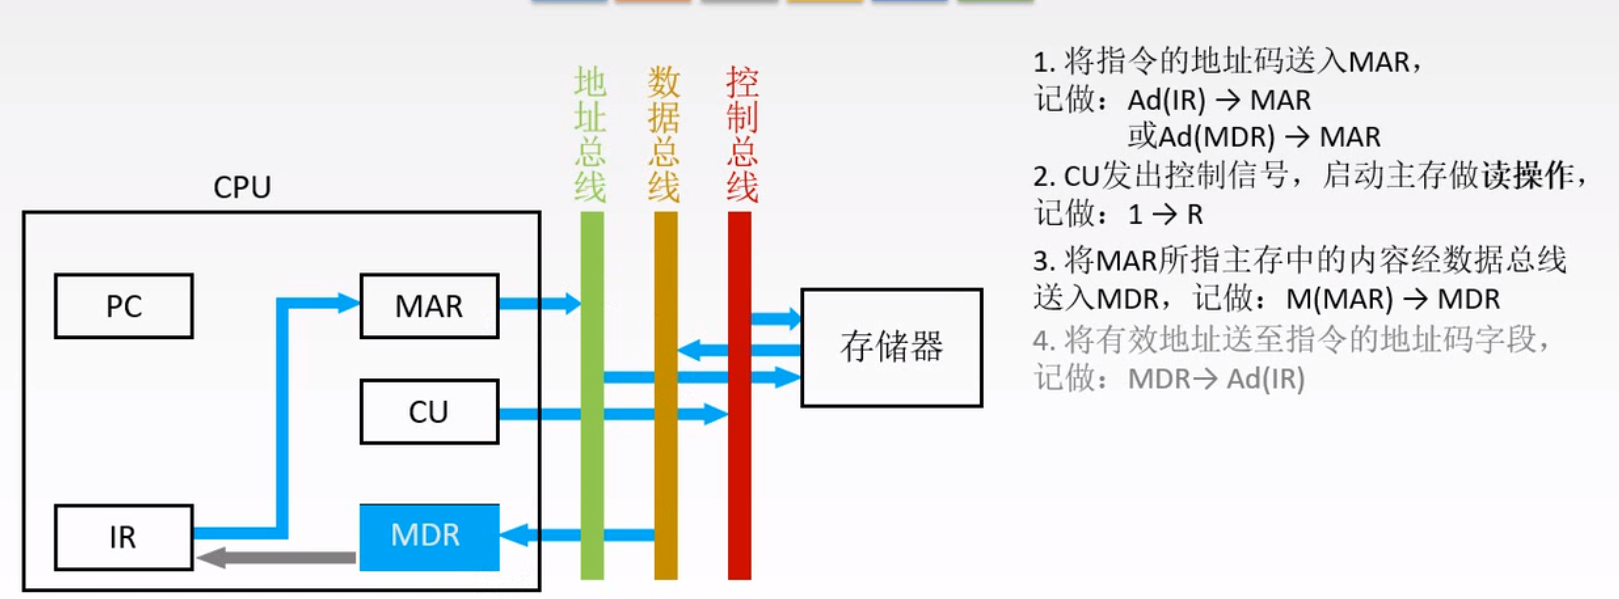 地址总线
数据总线
控制总线
CPU
PC
MAR
CU
IR
MDR
存储器
1. 将指令的地址码送入MAR，
记做：Ad(IR) → MAR
或Ad(MDR) → MAR
2. CU发出控制信号，启动主存做读操作，
记做：1 → R
3. 将MAR所指主存中的内容经数据总线
送入MDR，记做：M(MAR) → MDR
4. 将有效地址送至指令的地址码字段，
记做：MDR→ Ad(IR)